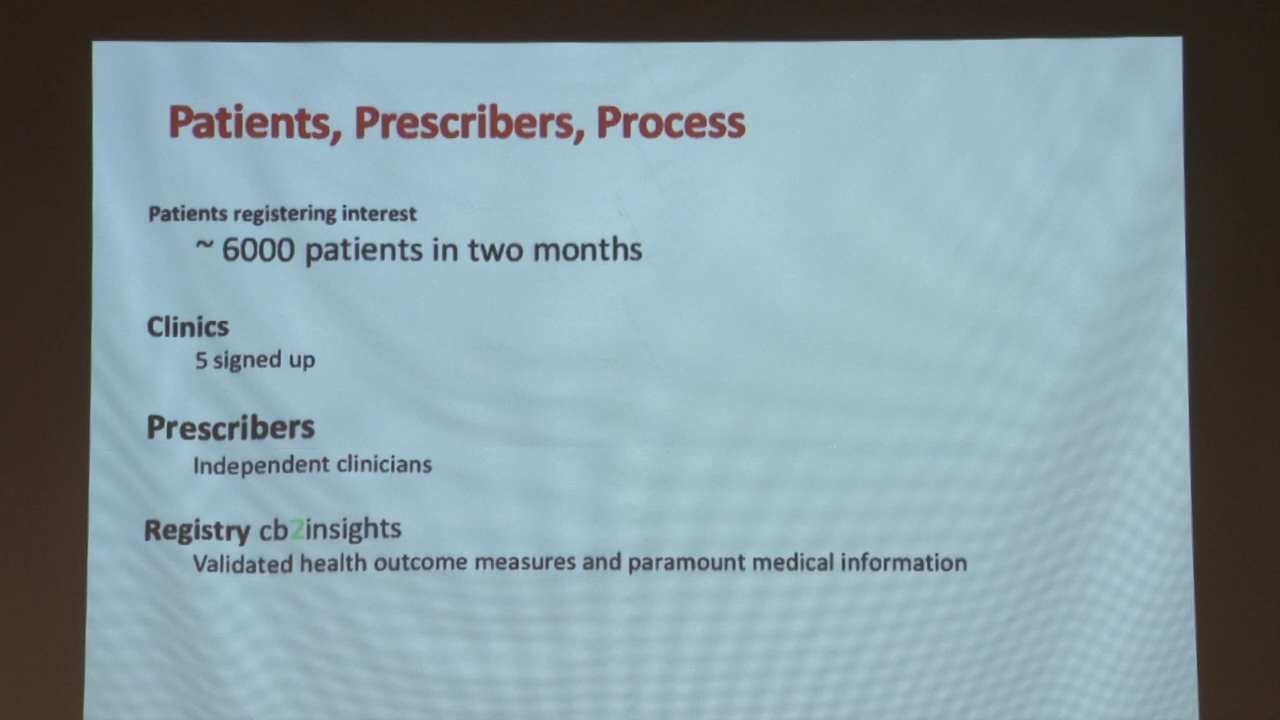 Patients, Prescribers, Process
Patients registering interest
~ 6000 patients in two months
Clinics
5 signed up
Prescribers
Independent clinicians
Registry cb2insights
Validated health outcome measures and paramount medical information